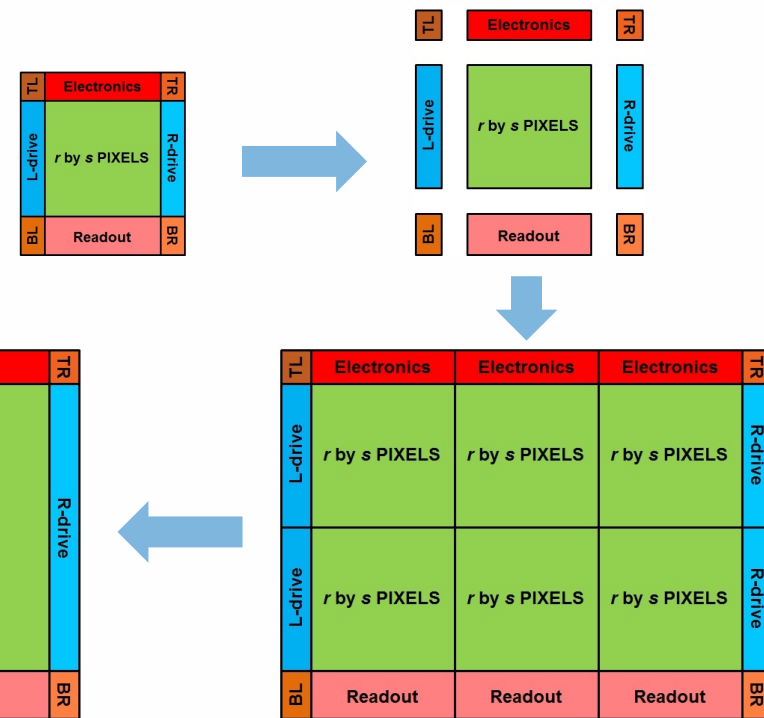 TL
Electronics
TR
L-drive
r by s PIXELS
R-drive
BL
Readout
BR
TL
Electronics
TR
L-drive
r by s PIXELS
R-drive
BL
Readout
BR
TR
R-drive
BR
TL
Electronics
Electronics
Electronics
TR
L-drive
r by s PIXELS
r by s PIXELS
r by s PIXELS
R-drive
L-drive
r by s PIXELS
r by s PIXELS
r by s PIXELS
R-drive
BL
Readout
Readout
Readout
BR